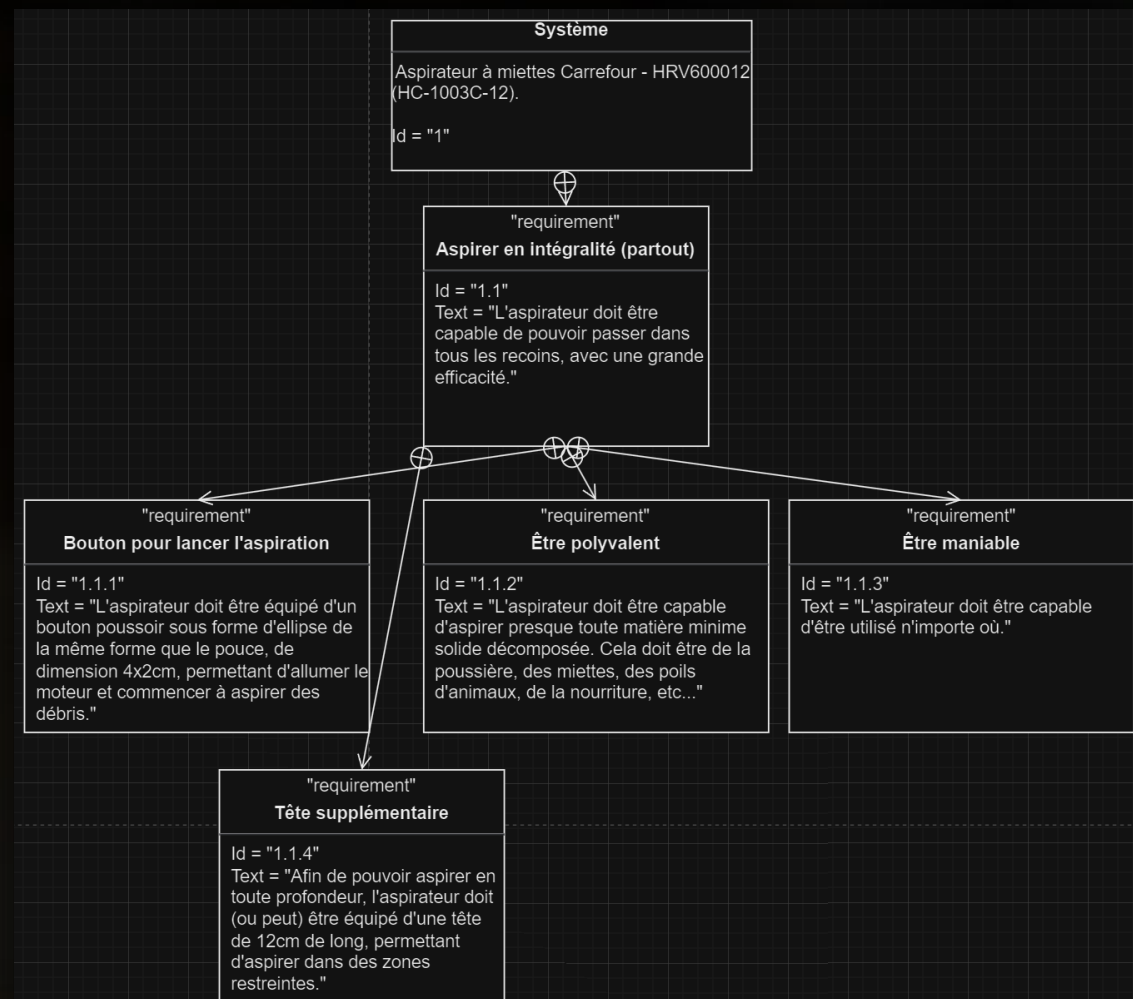 Système
Aspirateur à miettes Carrefour - HRV600012
(HC-1003C-12).
Id = "1"
"requirement"
Aspirer en intégralité (partout)
Id = "1.1"
Text = "L'aspirateur doit être
capable de pouvoir passer dans
tous les recoins, avec une grande
efficacité."
"requirement"
Bouton pour lancer l'aspiration
Id = "1.1.1"
Text = "L'aspirateur doit être équipé d'un
bouton poussoir sous forme d'ellipse de
la même forme que le pouce, de
dimension 4x2cm, permettant d'allumer le
moteur et commencer à aspirer des
débris."
"requirement"
Être polyvalent
Id = "1.1.2"
Text = "L'aspirateur doit être capable
d'aspirer presque toute matière minime
solide décomposée. Cela doit être de la
poussière, des miettes, des poils
d'animaux, de la nourriture, etc..."
"requirement"
Être maniable
Id = "1.1.3"
Text = "L'aspirateur doit être capable
d'être utilisé n'importe où."
"requirement"
Tête supplémentaire
Id = "1.1.4"
Text = "Afin de pouvoir aspirer en
toute profondeur, l'aspirateur doit
(ou peut) être équipé d'une tête
de 12cm de long, permettant
d'aspirer dans des zones
restreintes."